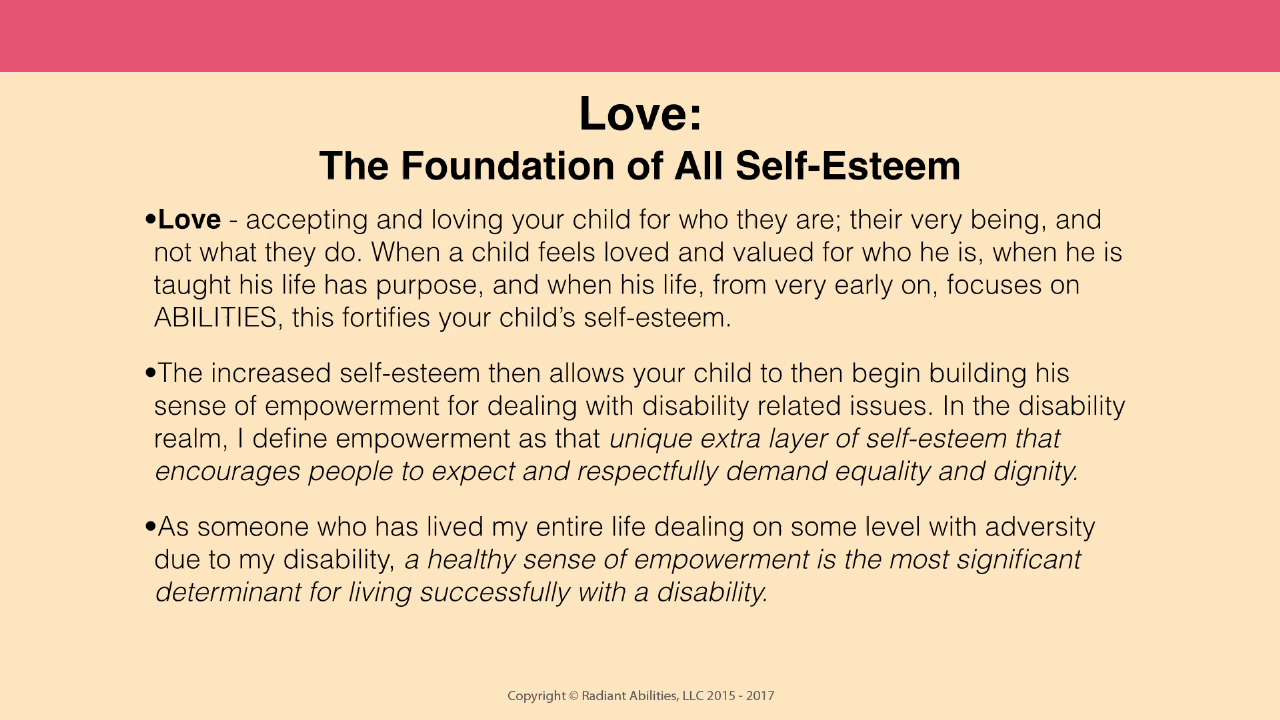 Love:
The Foundation of All Self-Esteem
•Love - accepting and loving your child for who they are; their very being, and
not what they do. When a child feels loved and valued for who he is, when he is
taught his life has purpose, and when his life, from very early on, focuses on
ABILITIES, this fortifies your child’s self-esteem.
•The increased self-esteem then allows your child to then begin building his
sense of empowerment for dealing with disability related issues. In the disability
realm, I define empowerment as that unique extra layer of self-esteem that
encourages people to expect and respectfully demand equality and dignity.
•As someone who has lived my entire life dealing on some level with adversity
due to my disability, a healthy sense of empowerment is the most significant
determinant for living successfully with a disability.
Copyright © Radiant Abilities, LLC 2015 - 2017